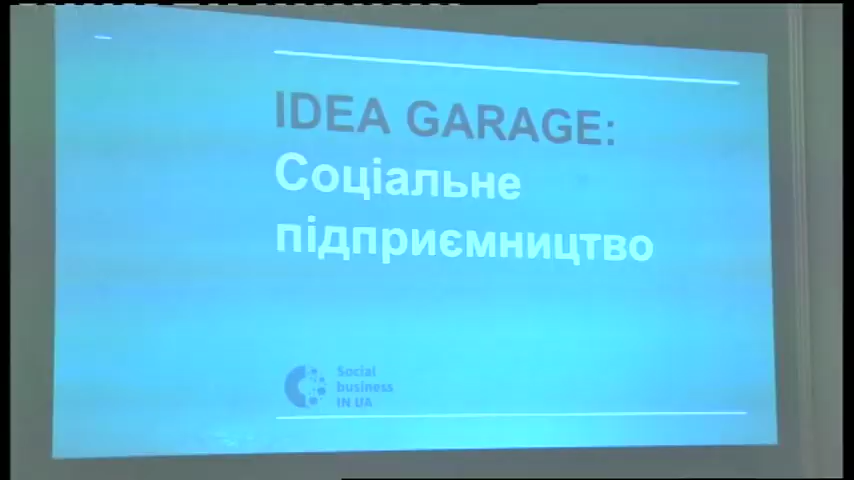 IDEA GARAGE:
Соціальне
підприємництво
Social
business
IN UA